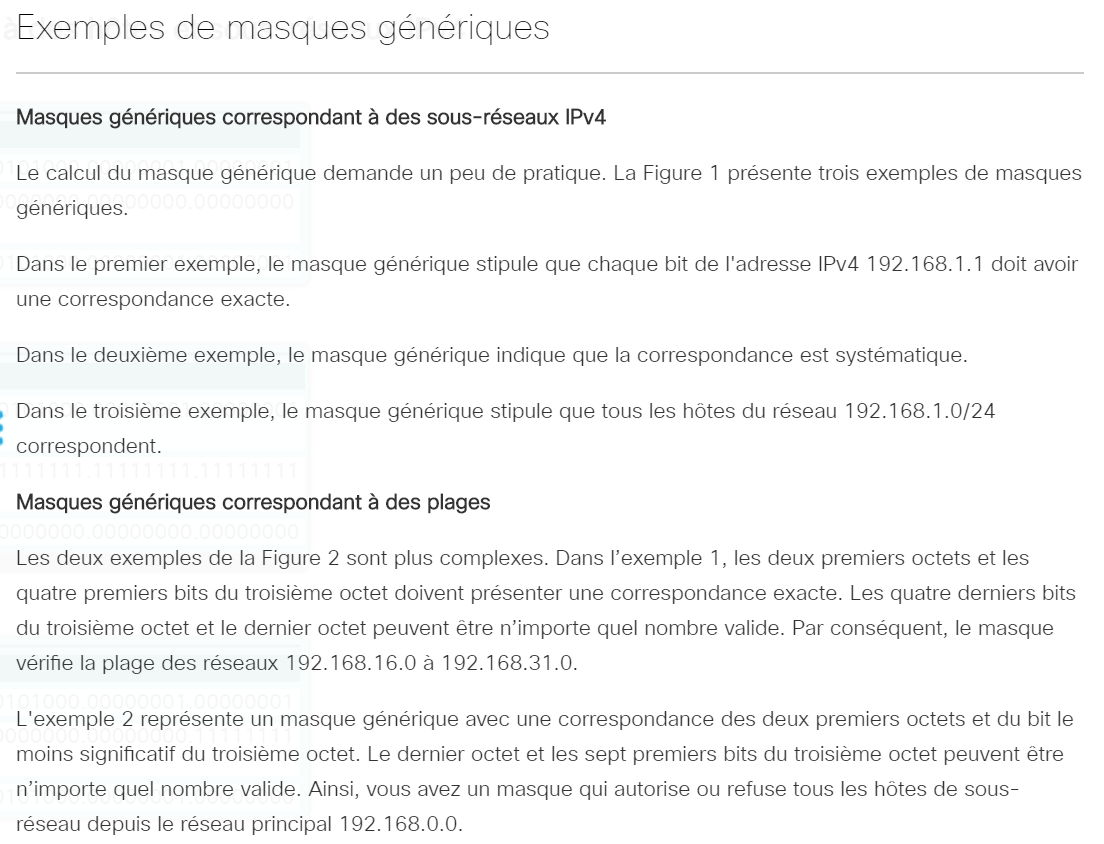 Exemples de masques génériques
Masques génériques correspondant à des sous-réseaux IPv4
Le calcul du masque générique demande un peu de pratique. La Figure 1 présente trois exemples de masques
génériques.
Dans le premier exemple, le masque générique stipule que chaque bit de l'adresse IPv4 192.168.1.1 doit avoir
une correspondance exacte.
Dans le deuxième exemple, le masque générique indique que la correspondance est systématique.
Dans le troisième exemple, le masque générique stipule que tous les hôtes du réseau 192.168.1.0/24
correspondent.
Masques génériques correspondant à des plages
Les deux exemples de la Figure 2 sont plus complexes. Dans l’exemple 1, les deux premiers octets et les
quatre premiers bits du troisième octet doivent présenter une correspondance exacte. Les quatre derniers bits
du troisième octet et le dernier octet peuvent être n’importe quel nombre valide. Par conséquent, le masque
vérifie la plage des réseaux 192.168.16.0 à 192.168.31.0.
L'exemple 2 représente un masque générique avec une correspondance des deux premiers octets et du bit le
moins significatif du troisième octet. Le dernier octet et les sept premiers bits du troisième octet peuvent être
n’importe quel nombre valide. Ainsi, vous avez un masque qui autorise ou refuse tous les hôtes de sous-
réseau depuis le réseau principal 192.168.0.0.